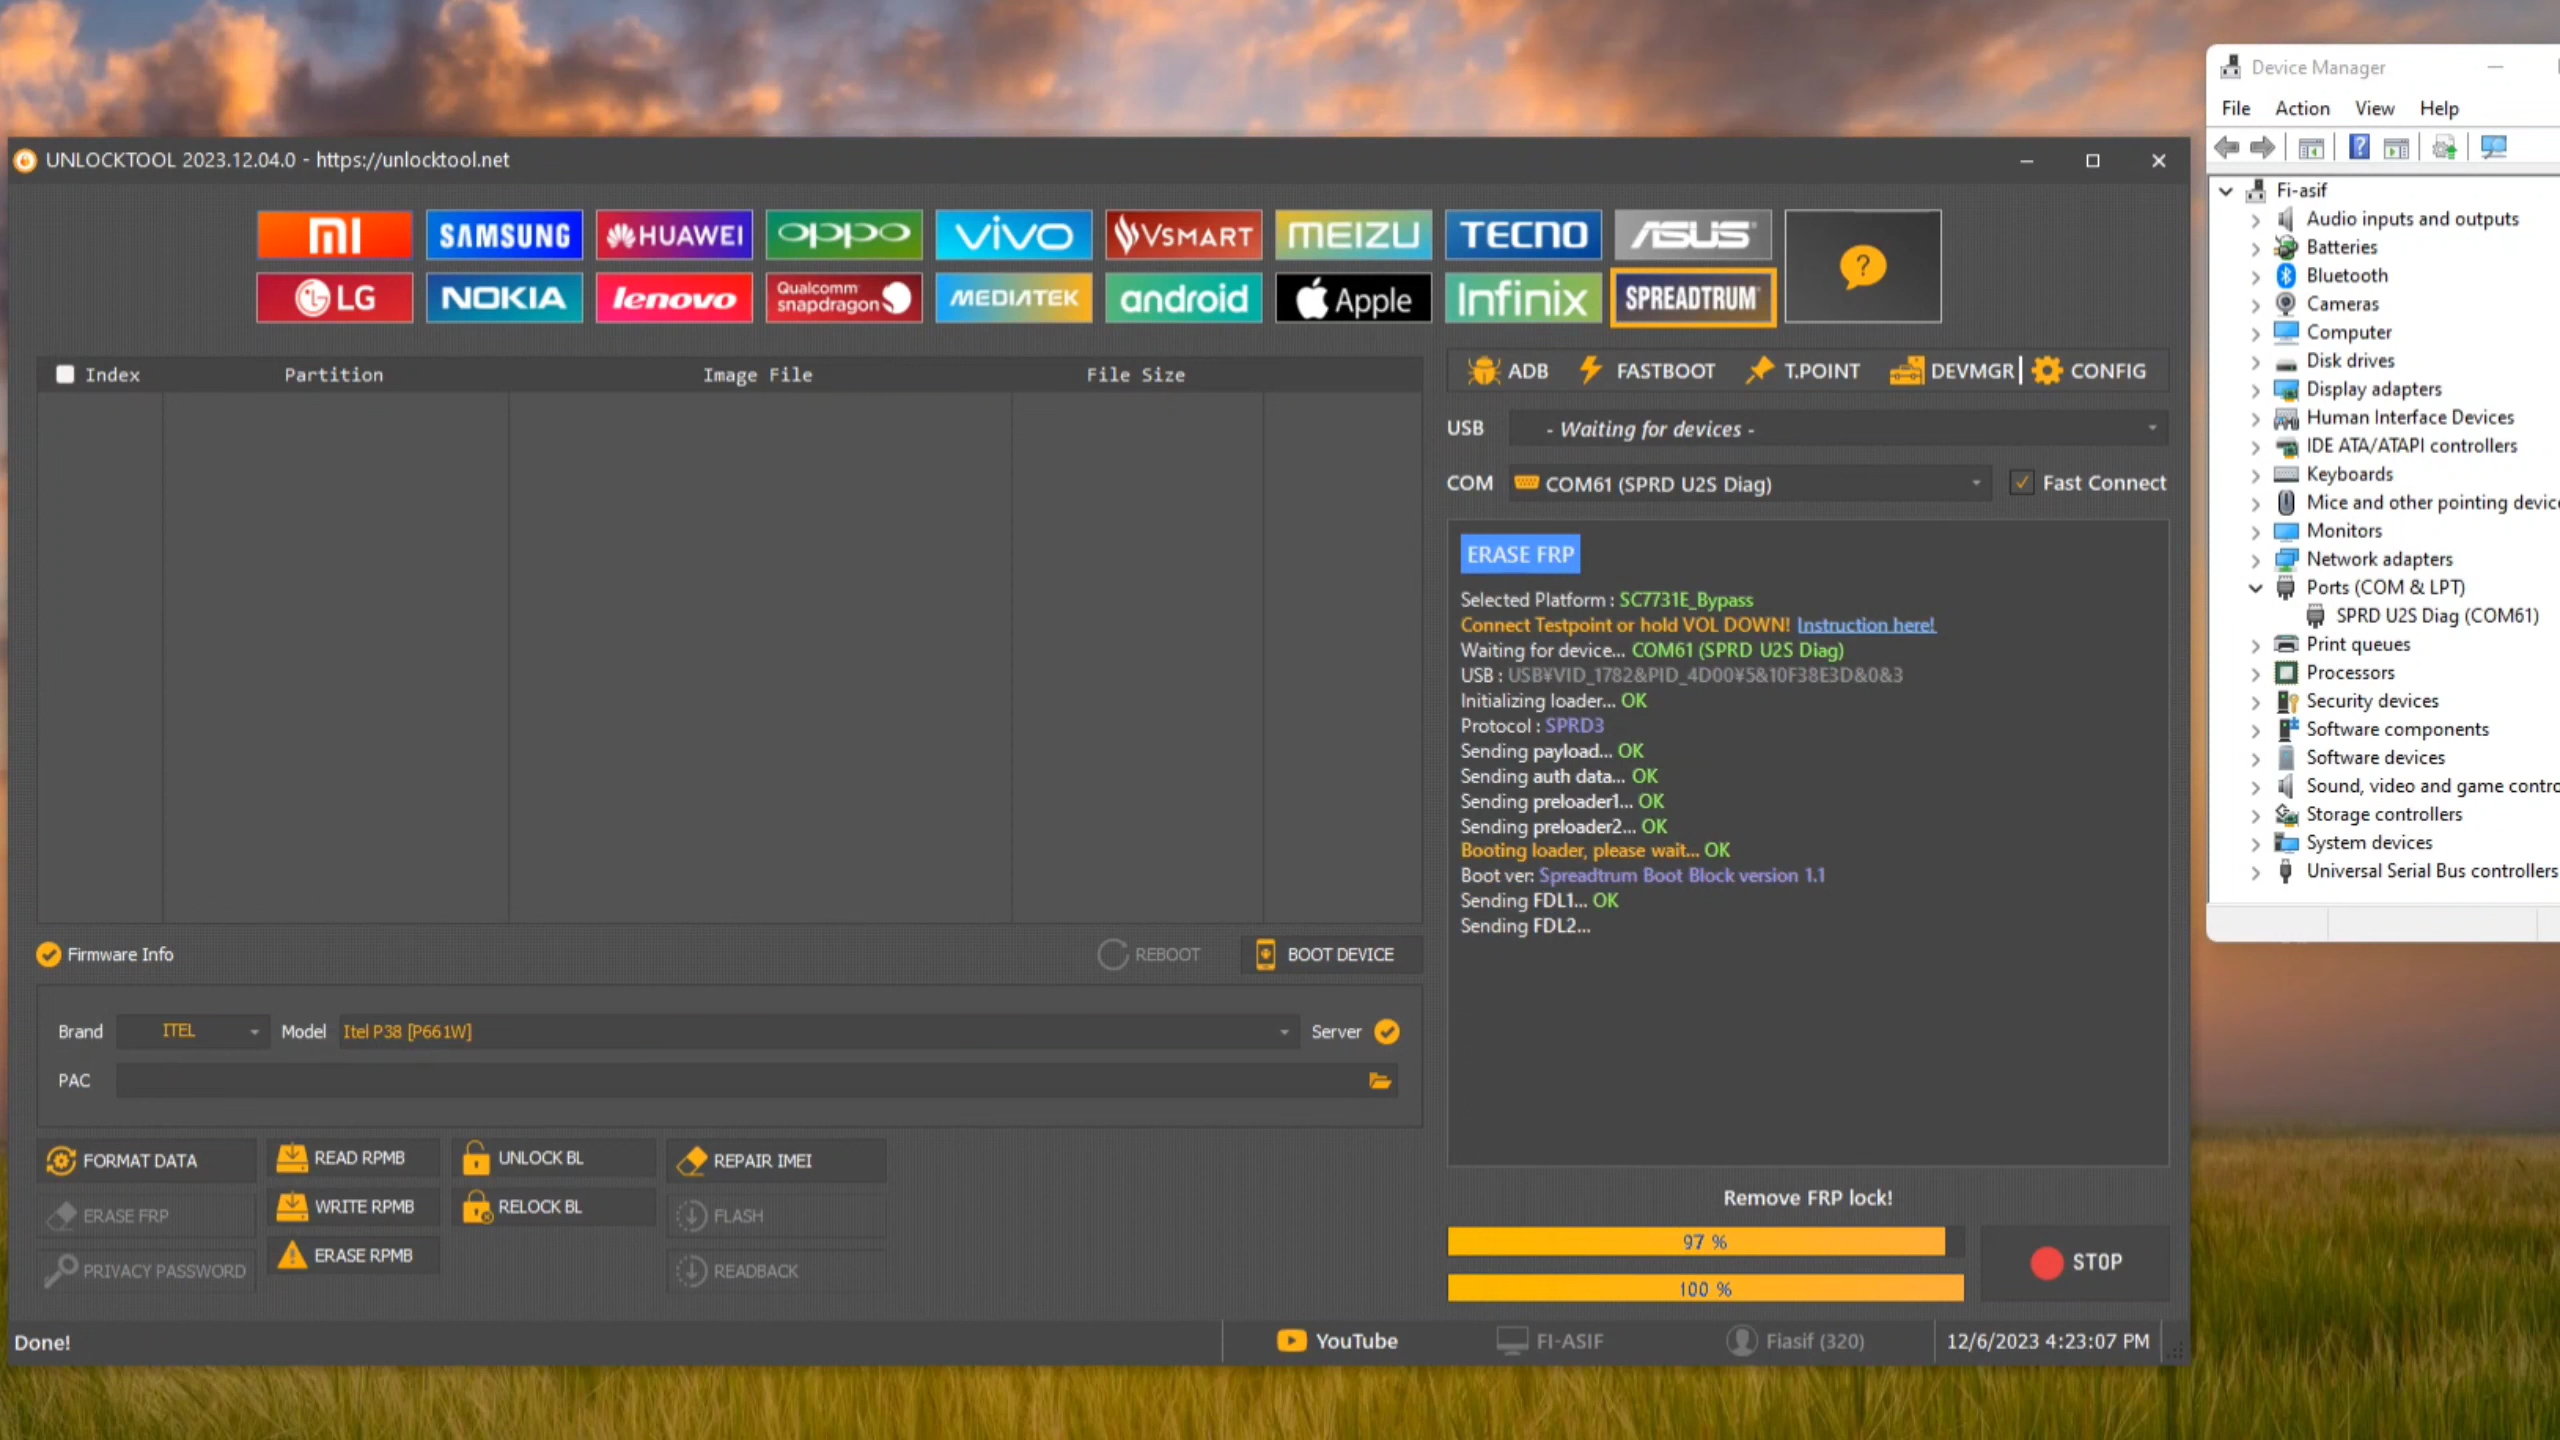 Device Manager
File Action View Help
UNLOCKTOOL 2023.12.04.0 - https://unlocktool.net
mi SAMSUNG HUAWEI oppo vivo VSMART MEIZU TECNO ASUS ?
LG NOKIA lenovo Qualcomm snapdragon MEDIATEK android Apple Infinix SPREADTRUM
Index Partition Image File File Size
ADB FASTBOOT T.POINT DEVMGR CONFIG
USB - Waiting for devices -
COM COM61 (SPRD U2S Diag) Fast Connect
ERASE FRP
Selected Platform : SC7731E_Bypass
Connect Testpoint or hold VOL DOWN! Instruction here!
Waiting for device... COM61 (SPRD U2S Diag)
USB : USB¥VID_1782&PID_4D00¥5&10F38E3D&0&3
Initializing loader... OK
Protocol : SPRD3
Sending payload... OK
Sending auth data... OK
Sending preloader1... OK
Sending preloader2... OK
Booting loader, please wait... OK
Boot ver: Spreadtrum Boot Block version 1.1
Sending FDL1... OK
Sending FDL2...
Firmware Info REBOOT BOOT DEVICE
Brand ITEL Model Itel P38 [P661W] Server
PAC
FORMAT DATA READ RPMB UNLOCK BL REPAIR IMEI
ERASE FRP WRITE RPMB RELOCK BL FLASH
PRIVACY PASSWORD ERASE RPMB READBACK
Remove FRP lock!
97 %
100 %
STOP
Done! YouTube FI-ASIF Fiasif (320) 12/6/2023 4:23:07 PM
Fi-asif
Audio inputs and outputs
Batteries
Bluetooth
Cameras
Computer
Disk drives
Display adapters
Human Interface Devices
IDE ATA/ATAPI controllers
Keyboards
Mice and other pointing devic
Monitors
Network adapters
Ports (COM & LPT)
SPRD U2S Diag (COM61)
Print queues
Processors
Security devices
Software components
Software devices
Sound, video and game contro
Storage controllers
System devices
Universal Serial Bus controllers